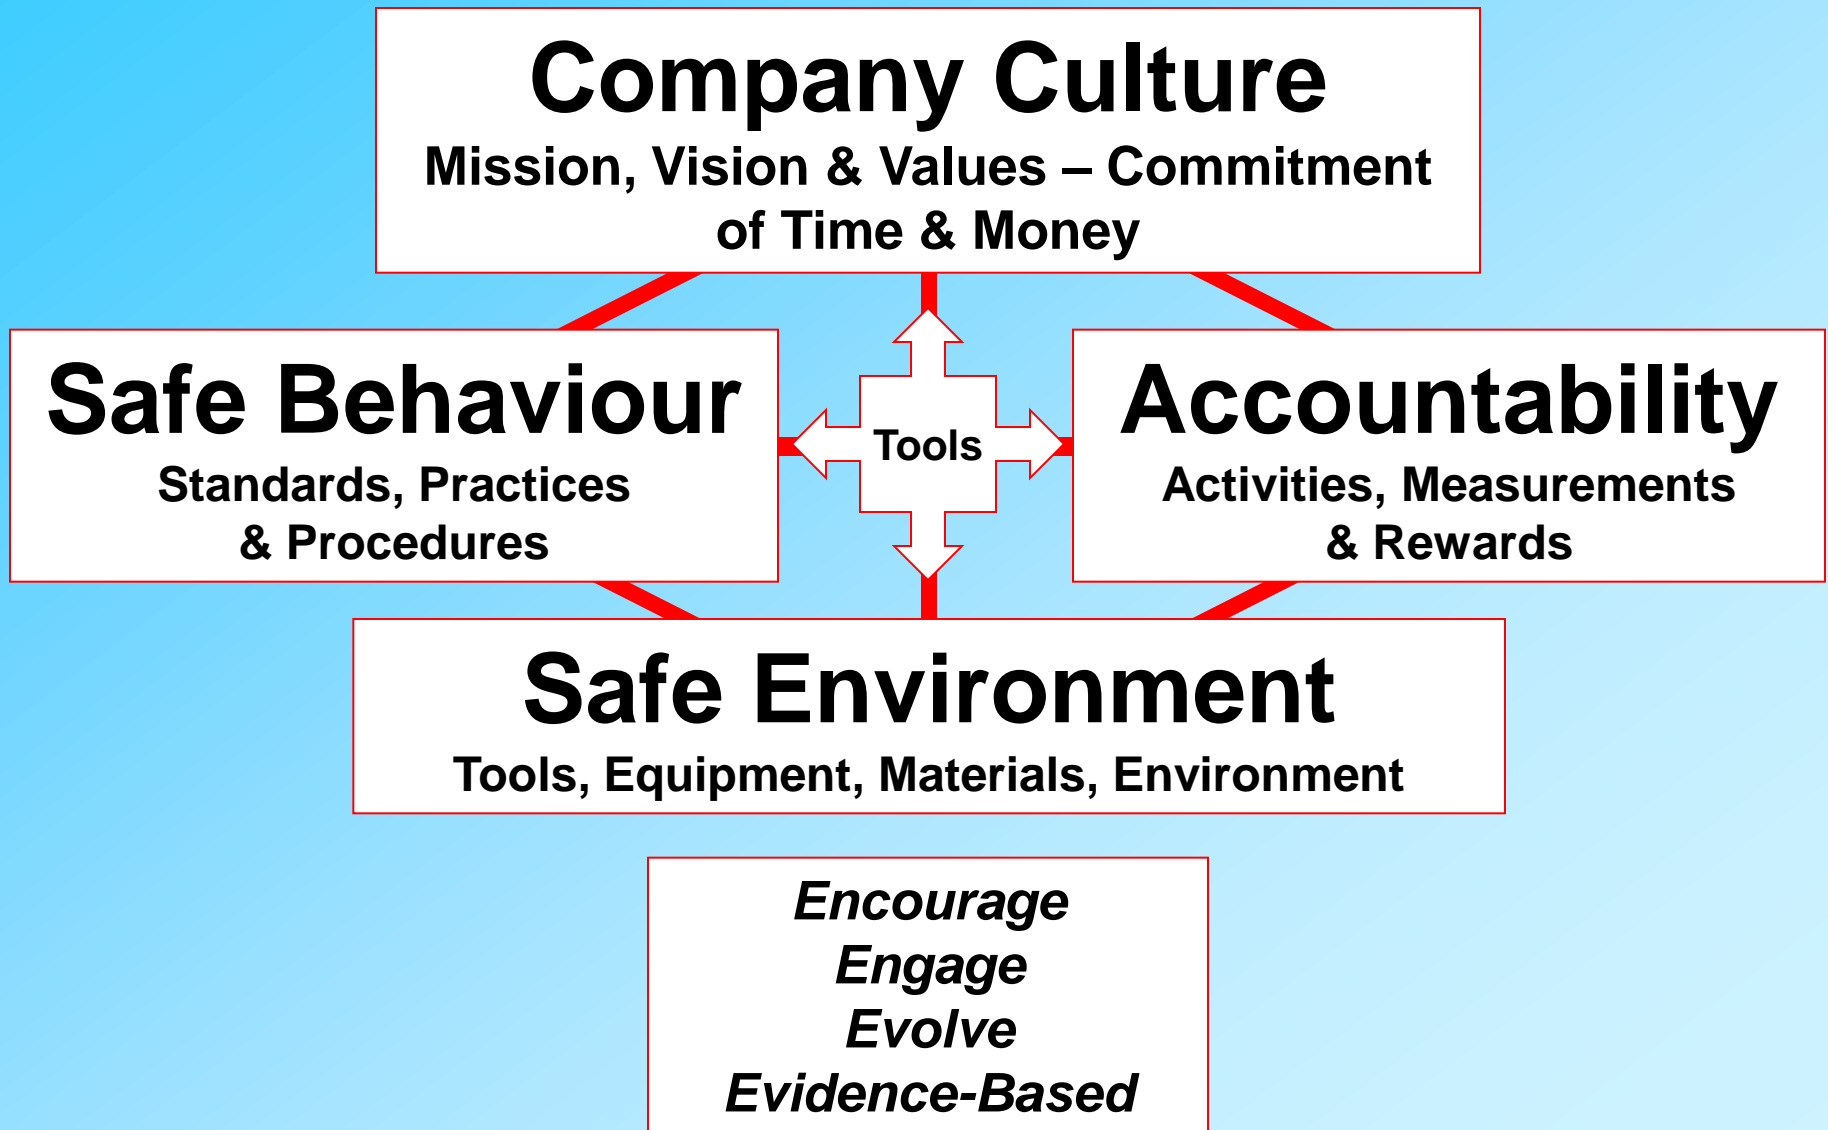 Company Culture
Mission, Vision & Values – Commitment
of Time & Money
Safe Behaviour
Standards, Practices
& Procedures
Tools
Accountability
Activities, Measurements
& Rewards
Safe Environment
Tools, Equipment, Materials, Environment
Encourage
Engage
Evolve
Evidence-Based